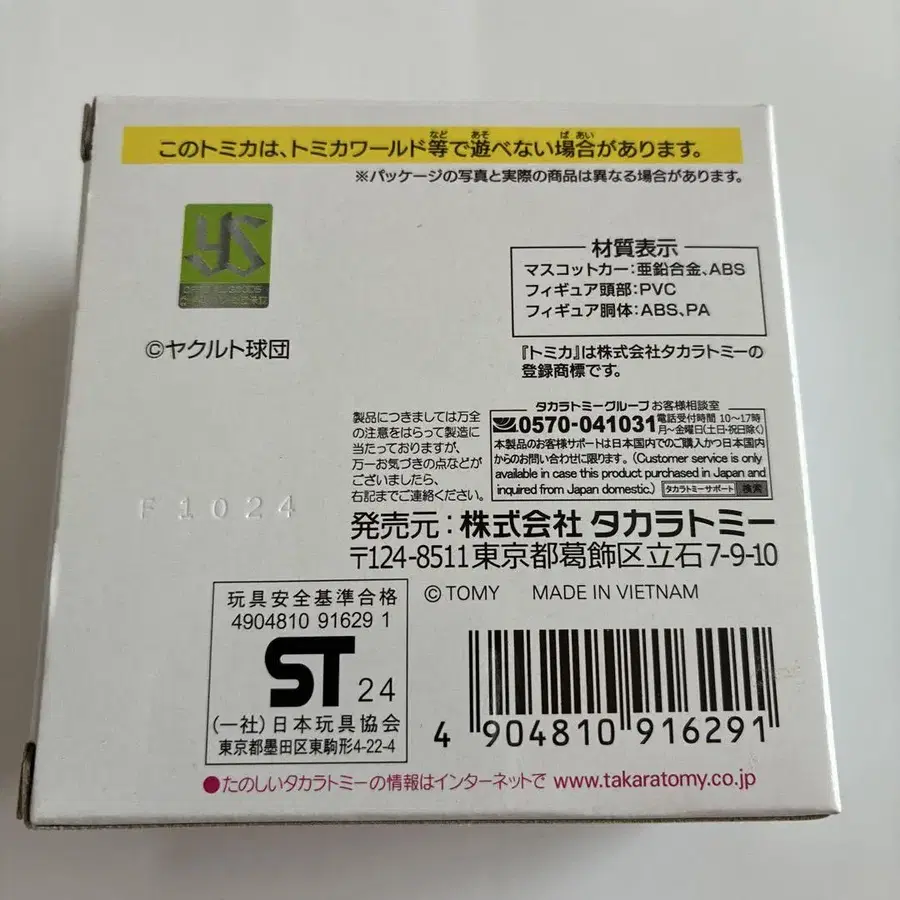 このトミカは、トミカワールド等で遊べない場合があります。
※パッケージの写真と実際の商品は異なる場合があります。
YS
©ヤクルト球団
材質表示
マスコットカー：亜鉛合金、ABS
フィギュア頭部：PVC
フィギュア胴体：ABS、PA
『トミカ』は株式会社タカラトミーの
登録商標です。
製品につきましては万全
の注意をはらって製造に
当たっておりますが、
万一お気づきの点などが
ございましたら、
右記までご連絡ください。
タカラトミーグループ お客様相談室
0570-041031 電話受付時間 10〜17時
月〜金曜日(土日・祝日除く)
本製品のお客様サポートは日本国内でのご購入かつ日本国内
からのお問い合わせに限ります。(Customer service is only
available in case this product purchased in Japan and
inquired from Japan domestic.) タカラトミーサポート 検索
F1024
発売元：株式会社 タカラトミー
〒124-8511 東京都葛飾区立石7-9-10
© TOMY MADE IN VIETNAM
玩具安全基準合格
4904810 91629 1
ST 24
(一社)日本玩具協会
東京都墨田区東駒形4-22-4
4 904810 916291
●たのしいタカラトミーの情報はインターネットで www.takaratomy.co.jp